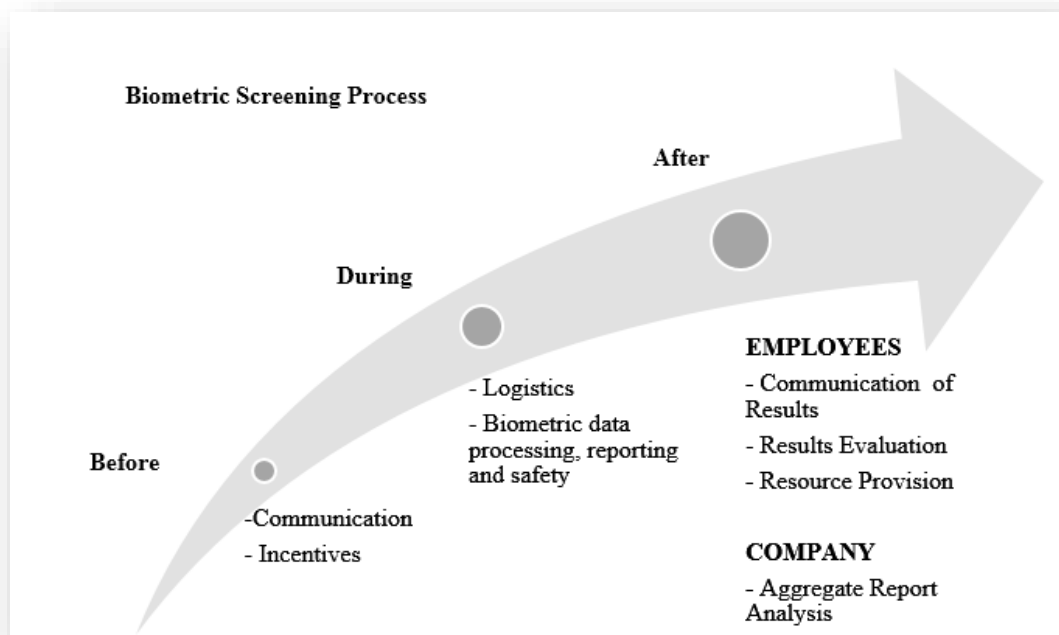 Biometric Screening Process
Before
-Communication
- Incentives
During
- Logistics
- Biometric data
processing, reporting
and safety
After
EMPLOYEES
- Communication of
Results
- Results Evaluation
- Resource Provision
COMPANY
- Aggregate Report
Analysis